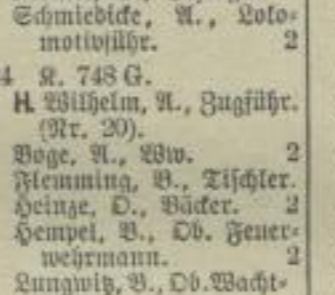 Schmiedicke, A., Loko=
motivführ. 2
4 K. 748 G.
H. Wilhelm, A., Zugführ.
(Nr. 20).
Boge, A., Ww. 2
Flemming, B., Tischler.
Heinze, O., Bäcker. 2
Hempel, B., Ob. Feuer=
wehrmann. 2
Lungwitz, B., Ob.Wacht=